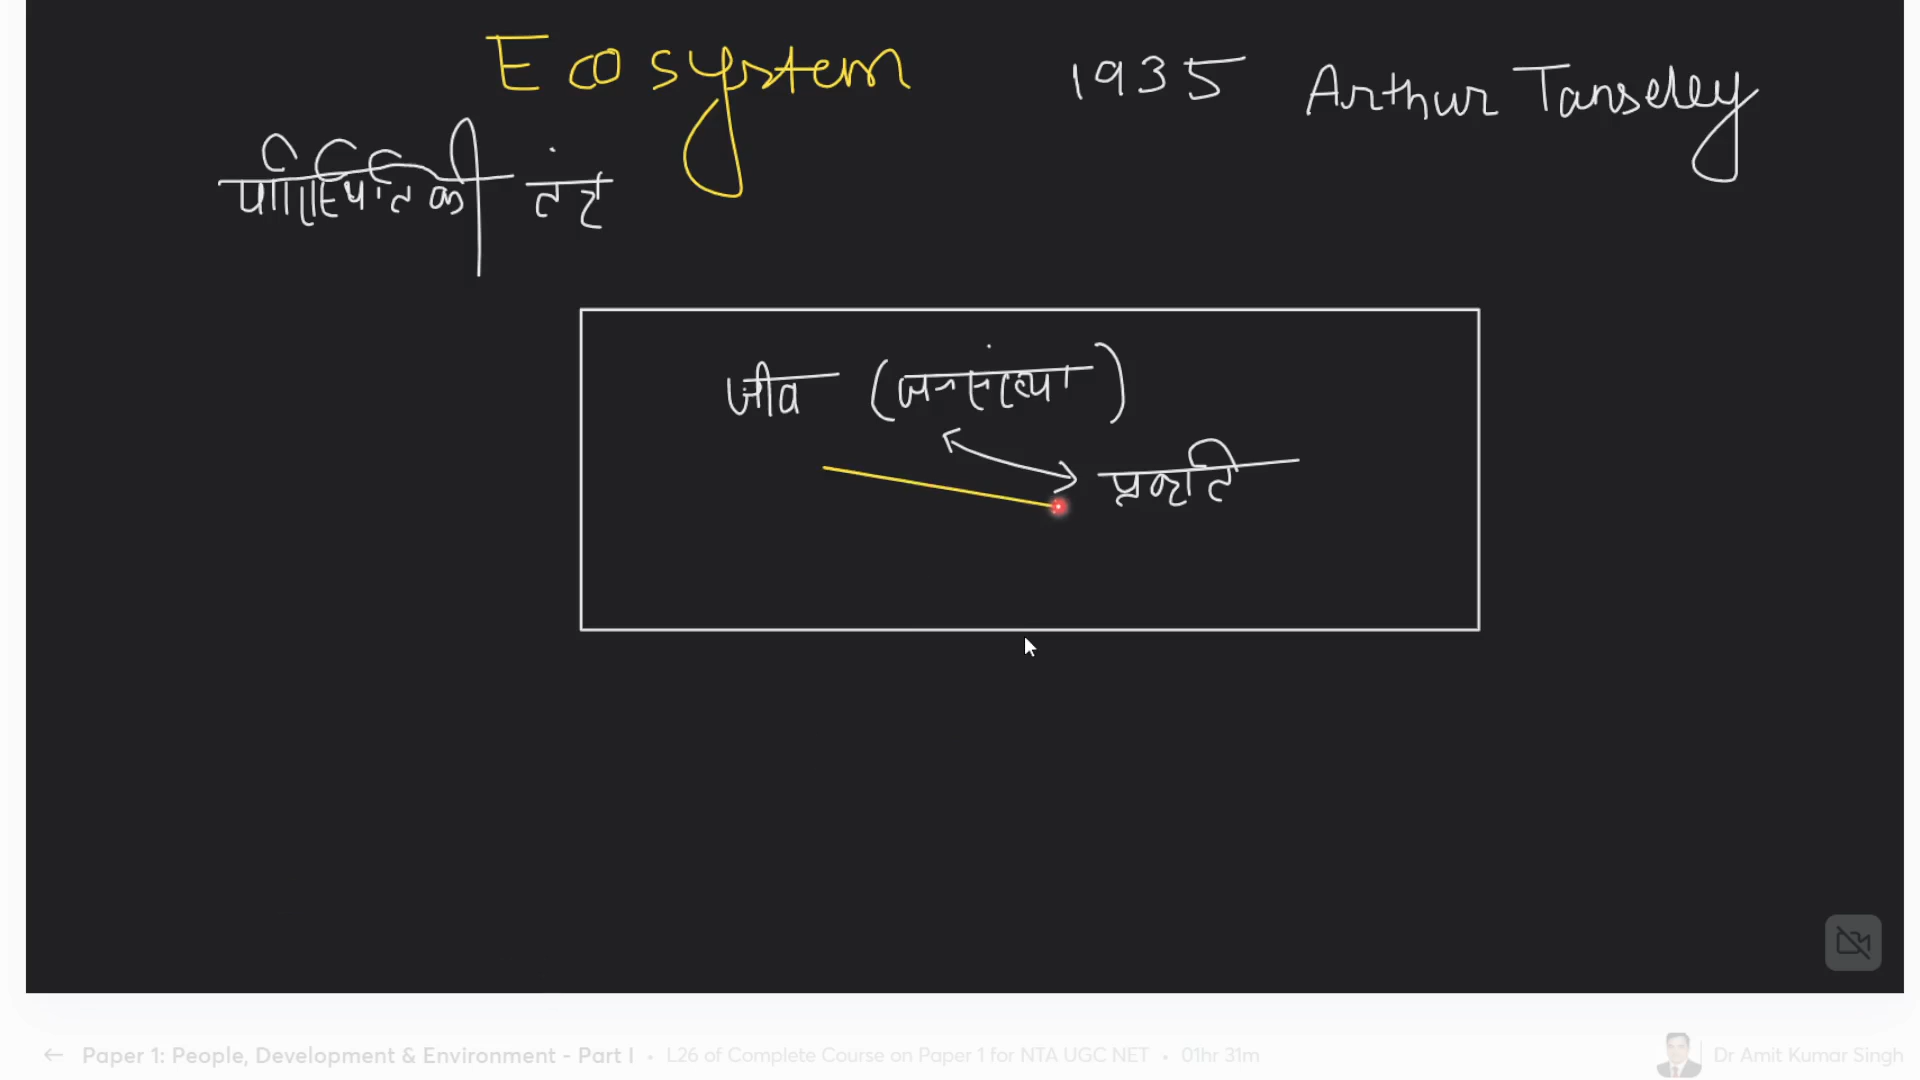 Ecosystem 1935 Arthur Tanseley
पारिस्थितिकी तंत्र
जीव (जनसंख्या)
प्रकृति
← Paper 1: People, Development & Environment - Part I • L26 of Complete Course on Paper 1 for NTA UGC NET • 01hr 31m Dr Amit Kumar Singh